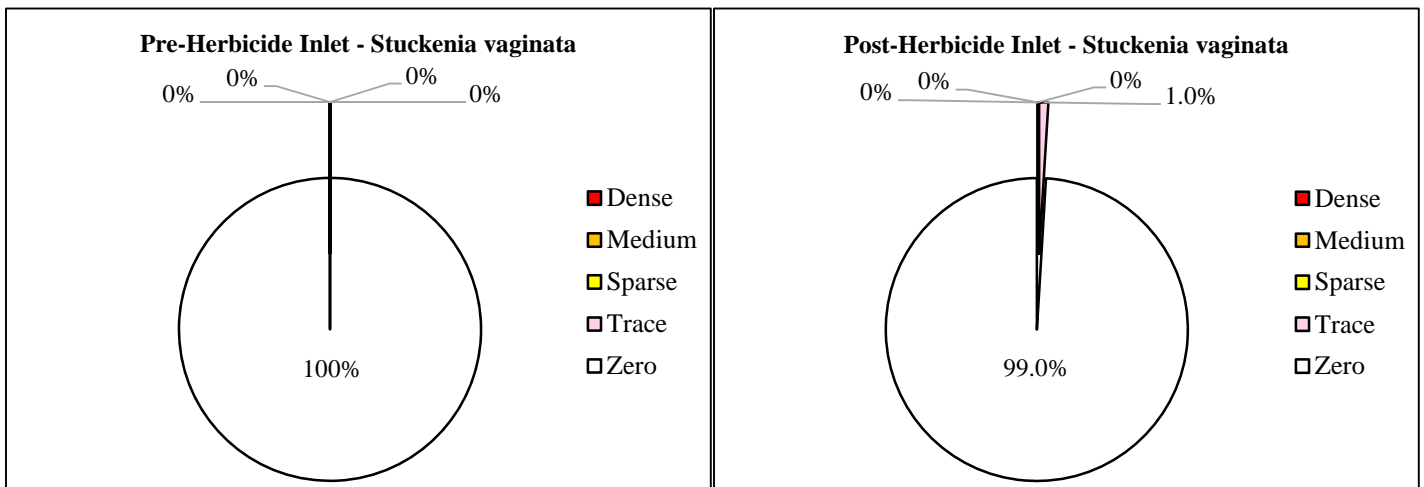 Pre-Herbicide Inlet - Stuckenia vaginata
0%
0%
0%
0%
100%
Dense
Medium
Sparse
Trace
Zero
Post-Herbicide Inlet - Stuckenia vaginata
0%
0%
0%
1.0%
99.0%
Dense
Medium
Sparse
Trace
Zero